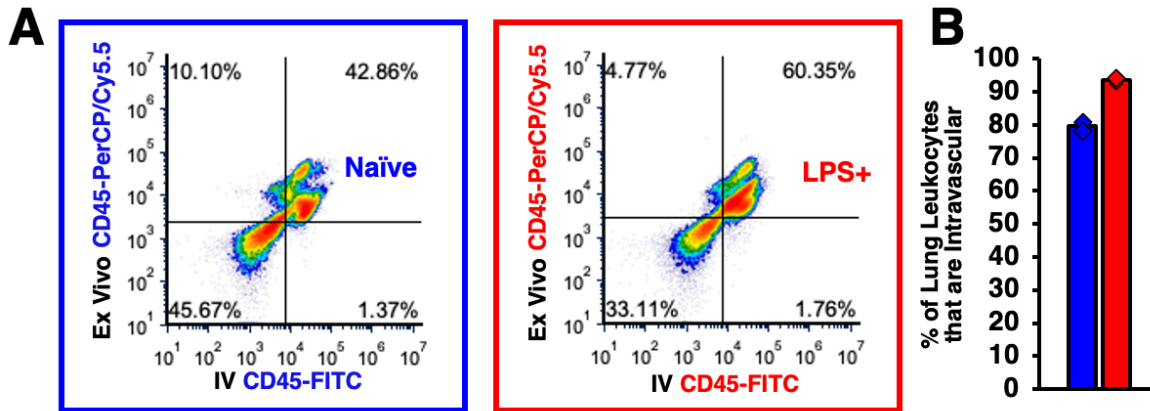 A
Ex Vivo CD45-PerCP/Cy5.5
10^7
10^6
10^5
10^4
10^3
10^2
10^1
10.10%
42.86%
Naïve
45.67%
1.37%
10^1 10^2 10^3 10^4 10^5 10^6 10^7
IV CD45-FITC
Ex Vivo CD45-PerCP/Cy5.5
10^7
10^6
10^5
10^4
10^3
10^2
10^1
4.77%
60.35%
LPS+
33.11%
1.76%
10^1 10^2 10^3 10^4 10^5 10^6 10^7
IV CD45-FITC
B
% of Lung Leukocytes
that are Intravascular
100
90
80
70
60
50
40
30
20
10
0